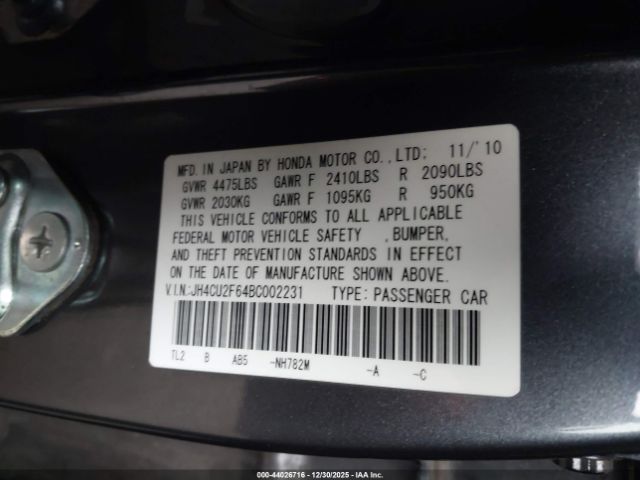 MFD. IN JAPAN BY HONDA MOTOR CO.,LTD; 11/'10
GVWR 4475LBS GAWR F 2410LBS R 2090LBS
GVWR 2030KG GAWR F 1095KG R 950KG
THIS VEHICLE CONFORMS TO ALL APPLICABLE
FEDERAL MOTOR VEHICLE SAFETY ,BUMPER,
AND THEFT PREVENTION STANDARDS IN EFFECT
ON THE DATE OF MANUFACTURE SHOWN ABOVE.
V.I.N.:JH4CU2F64BC002231 TYPE: PASSENGER CAR
TL2 B AB5 -NH782M -A -C
000-44026716 - 12/30/2025 - IAAI.COM